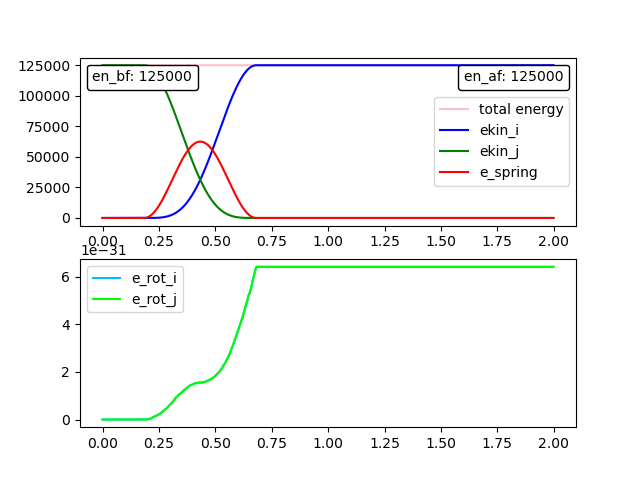 en_bf: 125000
en_af: 125000
125000
100000
75000
50000
25000
0
total energy
ekin_i
ekin_j
e_spring
0.00 0.25 0.50 0.75 1.00 1.25 1.50 1.75 2.00
1e−31
6
4
2
0
e_rot_i
e_rot_j
0.00 0.25 0.50 0.75 1.00 1.25 1.50 1.75 2.00